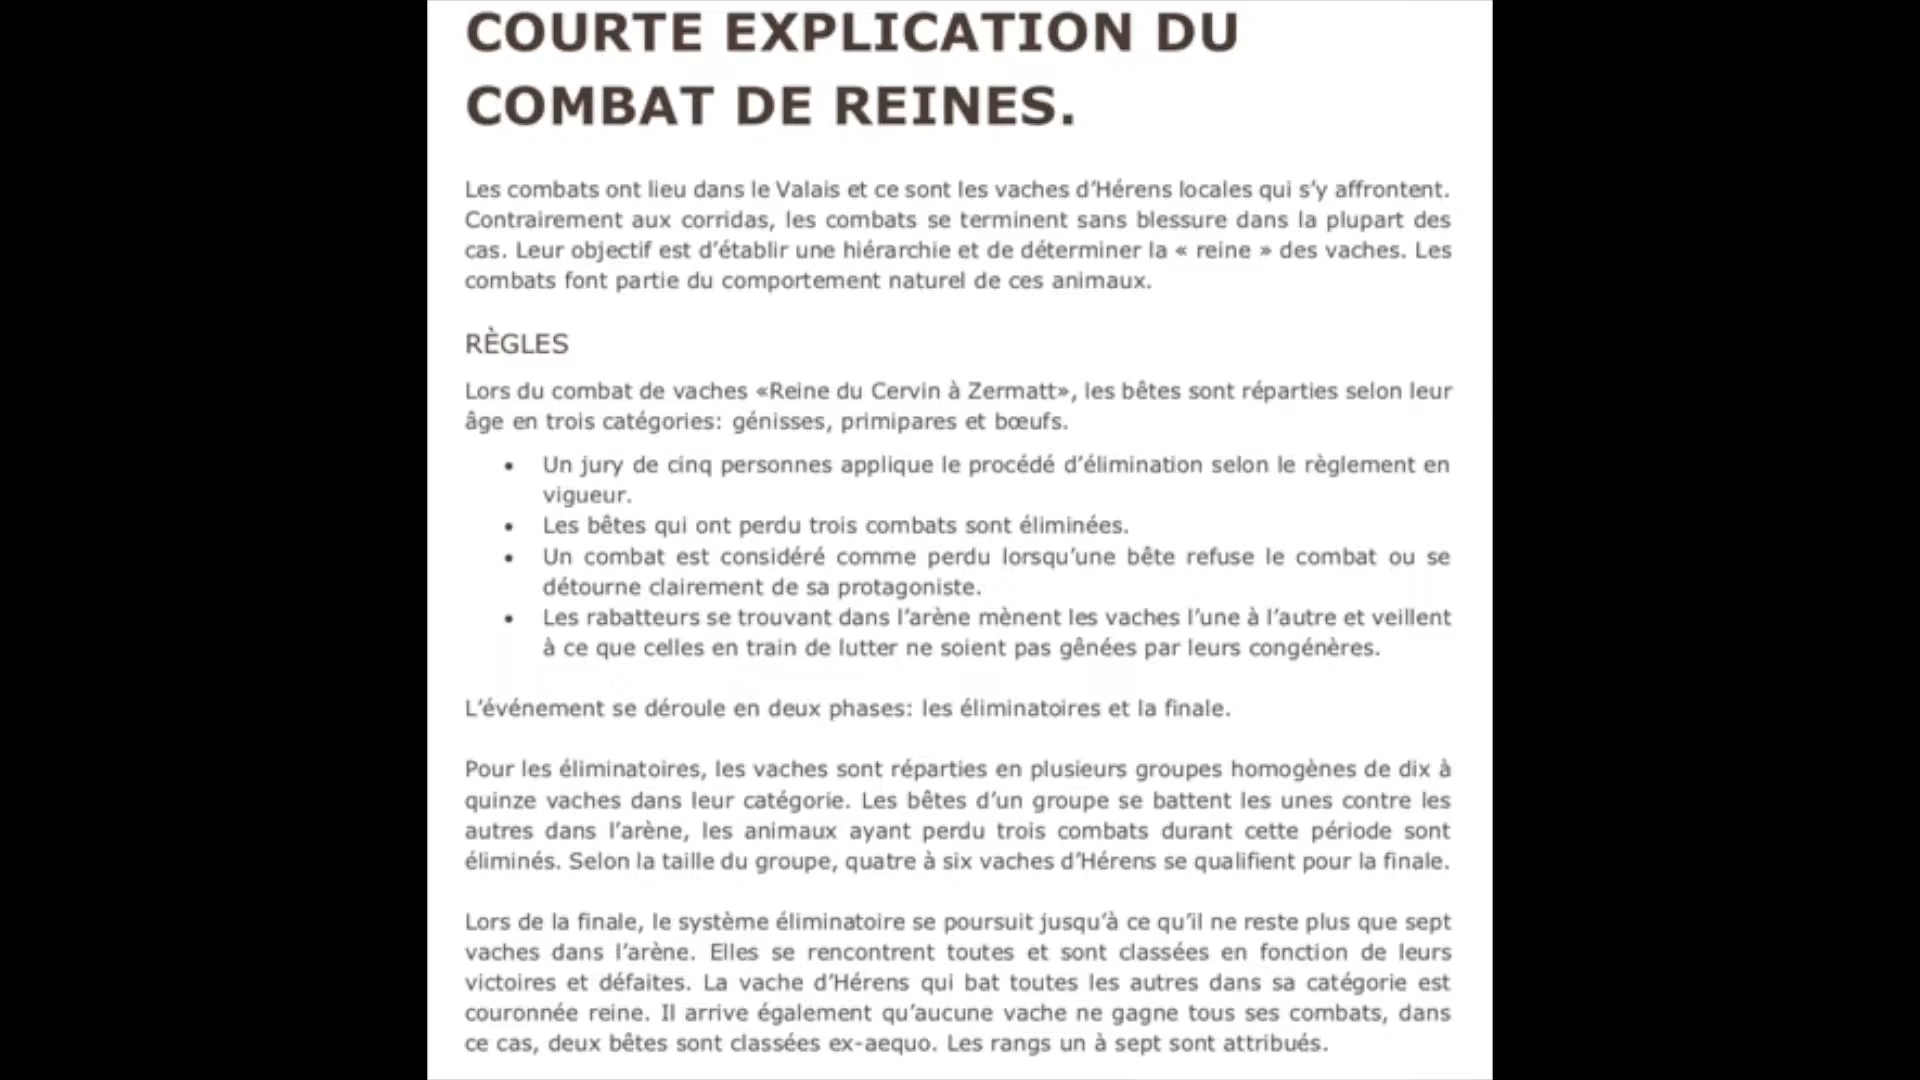 COURTE EXPLICATION DU
COMBAT DE REINES.
Les combats ont lieu dans le Valais et ce sont les vaches d’Hérens locales qui s’y affrontent.
Contrairement aux corridas, les combats se terminent sans blessure dans la plupart des
cas. Leur objectif est d’établir une hiérarchie et de déterminer la « reine » des vaches. Les
combats font partie du comportement naturel de ces animaux.
RÈGLES
Lors du combat de vaches «Reine du Cervin à Zermatt», les bêtes sont réparties selon leur
âge en trois catégories: génisses, primipares et bœufs.
• Un jury de cinq personnes applique le procédé d’élimination selon le règlement en
vigueur.
• Les bêtes qui ont perdu trois combats sont éliminées.
• Un combat est considéré comme perdu lorsqu’une bête refuse le combat ou se
détourne clairement de sa protagoniste.
• Les rabatteurs se trouvant dans l’arène mènent les vaches l’une à l’autre et veillent
à ce que celles en train de lutter ne soient pas gênées par leurs congénères.
L’événement se déroule en deux phases: les éliminatoires et la finale.
Pour les éliminatoires, les vaches sont réparties en plusieurs groupes homogènes de dix à
quinze vaches dans leur catégorie. Les bêtes d’un groupe se battent les unes contre les
autres dans l’arène, les animaux ayant perdu trois combats durant cette période sont
éliminés. Selon la taille du groupe, quatre à six vaches d’Hérens se qualifient pour la finale.
Lors de la finale, le système éliminatoire se poursuit jusqu’à ce qu’il ne reste plus que sept
vaches dans l’arène. Elles se rencontrent toutes et sont classées en fonction de leurs
victoires et défaites. La vache d’Hérens qui bat toutes les autres dans sa catégorie est
couronnée reine. Il arrive également qu’aucune vache ne gagne tous ses combats, dans
ce cas, deux bêtes sont classées ex-aequo. Les rangs un à sept sont attribués.